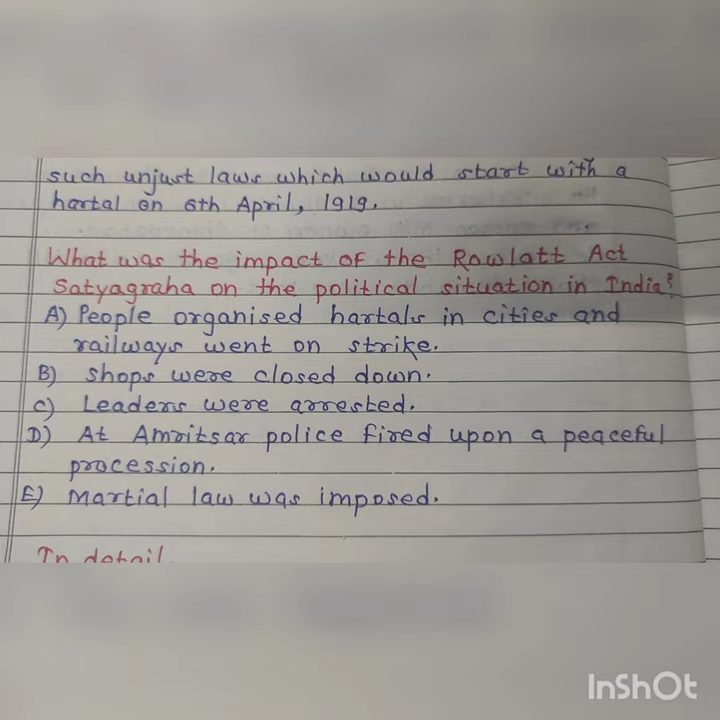 such unjust laws which would start with a
hartal on 6th April, 1919.
What was the impact of the Rowlatt Act
Satyagraha on the political situation in India?
A) People organised hartals in cities and
railways went on strike.
B) shops were closed down.
C) Leaders were arrested.
D) At Amritsar police fired upon a peaceful
procession.
E) Martial law was imposed.
In detail
InShOt